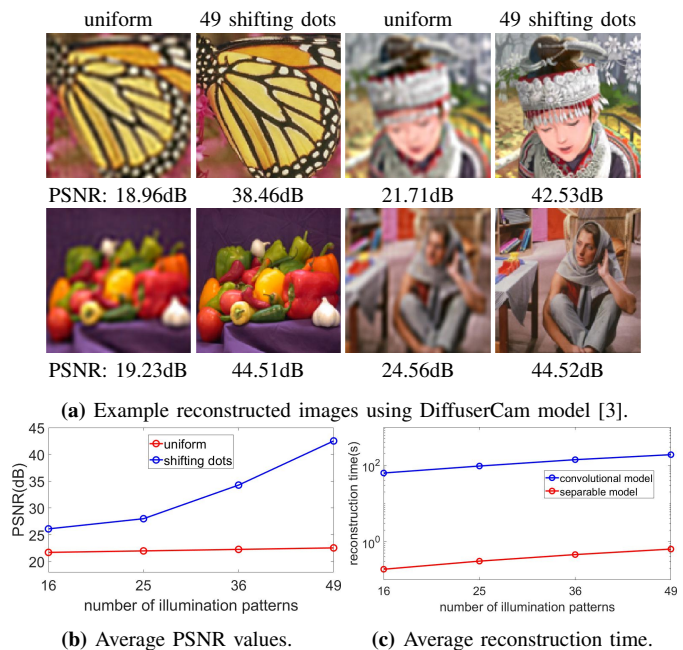 uniform 49 shifting dots uniform 49 shifting dots
PSNR: 18.96dB 38.46dB 21.71dB 42.53dB
PSNR: 19.23dB 44.51dB 24.56dB 44.52dB
(a) Example reconstructed images using DiffuserCam model [3].
45
40
35
30
25
20
PSNR(dB)
uniform
shifting dots
16 25 36 49
number of illumination patterns
(b) Average PSNR values.
10²
10⁰
reconstruction time(s)
convolutional model
separable model
16 25 36 49
number of illumination patterns
(c) Average reconstruction time.